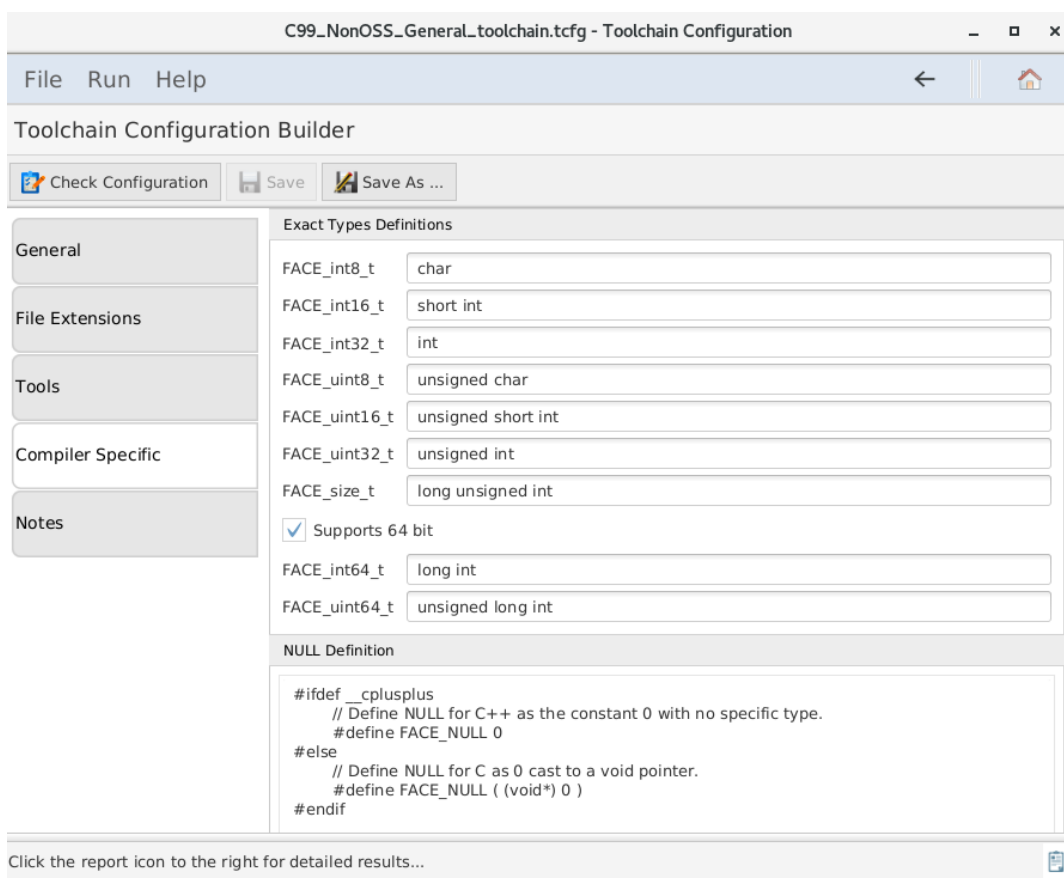 C99_NonOSS_General_toolchain.tcfg - Toolchain Configuration
File Run Help
Toolchain Configuration Builder
Check Configuration Save Save As ...
General
File Extensions
Tools
Compiler Specific
Notes
Exact Types Definitions
FACE_int8_t char
FACE_int16_t short int
FACE_int32_t int
FACE_uint8_t unsigned char
FACE_uint16_t unsigned short int
FACE_uint32_t unsigned int
FACE_size_t long unsigned int
Supports 64 bit
FACE_int64_t long int
FACE_uint64_t unsigned long int
NULL Definition
#ifdef __cplusplus
// Define NULL for C++ as the constant 0 with no specific type.
#define FACE_NULL 0
#else
// Define NULL for C as 0 cast to a void pointer.
#define FACE_NULL ( (void*) 0 )
#endif
Click the report icon to the right for detailed results...